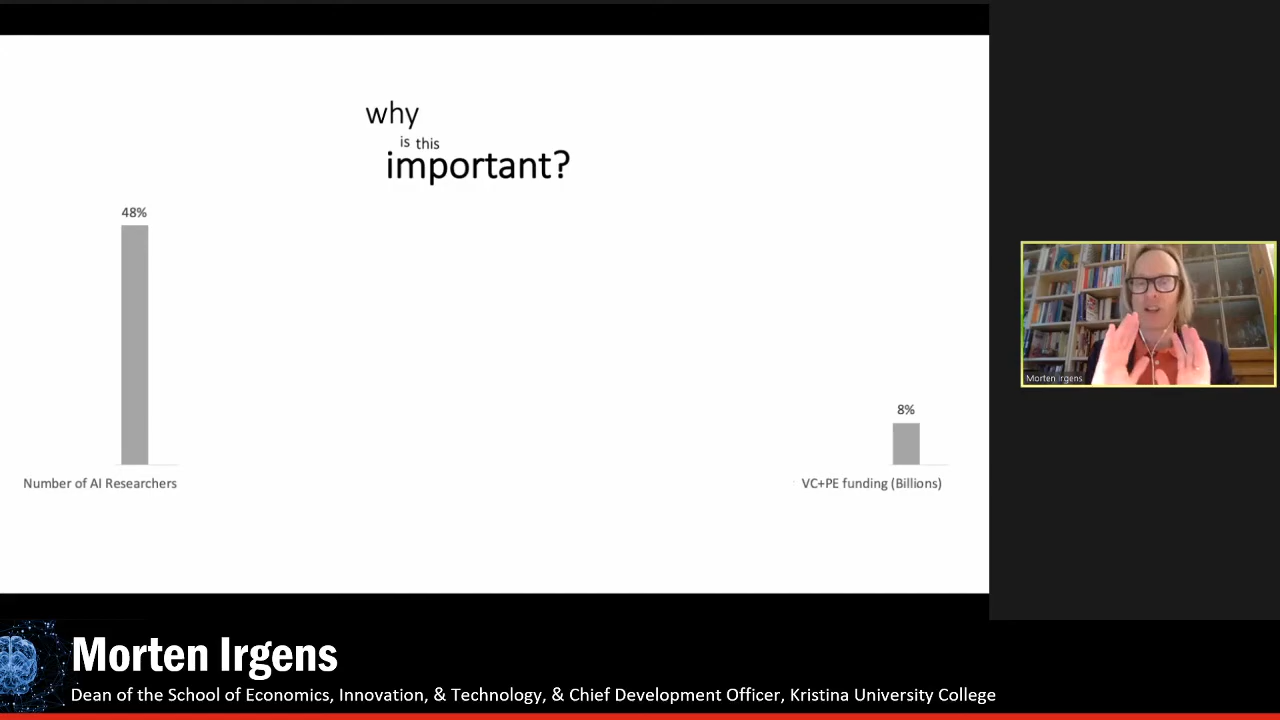 why
is this
important?
48%
8%
Number of AI Researchers
VC+PE funding (Billions)
Morten Irgens
Morten Irgens
Dean of the School of Economics, Innovation, & Technology, & Chief Development Officer, Kristina University College